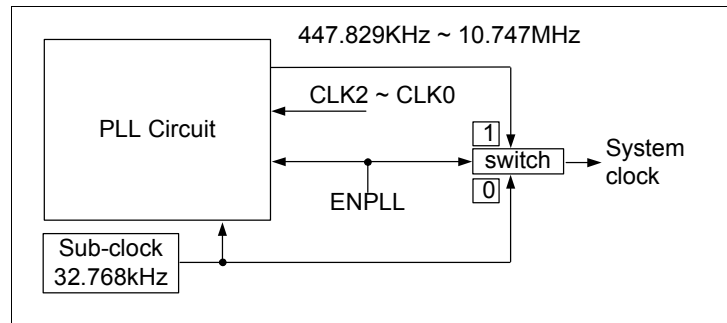 447.829KHz ~ 10.747MHz
CLK2 ~ CLK0
PLL Circuit
1
System
switch
clock
0
ENPLL
Sub-clock
32.768kHz